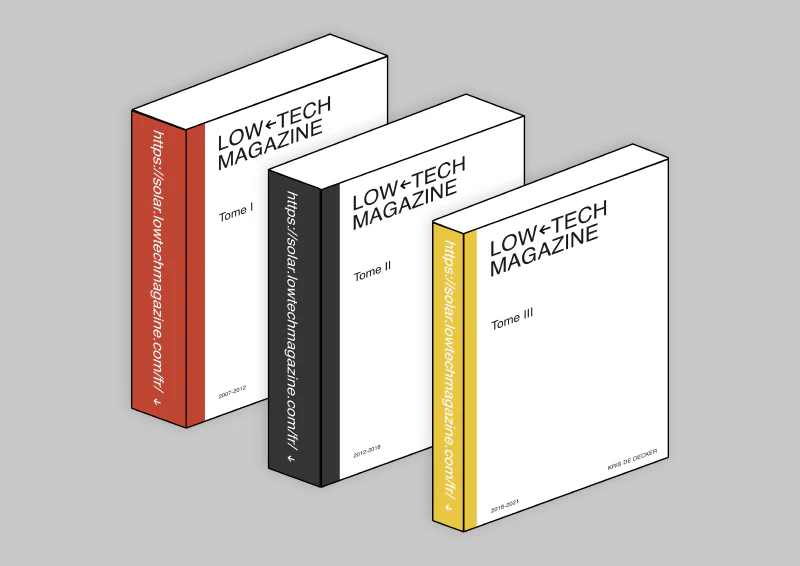 https://solar.lowtechmagazine.com/fr/ ←
LOW←TECH
MAGAZINE
Tome I
2007-2012
https://solar.lowtechmagazine.com/fr/ ←
LOW←TECH
MAGAZINE
Tome II
2012-2018
https://solar.lowtechmagazine.com/fr/ ←
LOW←TECH
MAGAZINE
Tome III
2018-2021
KRIS DE DECKER